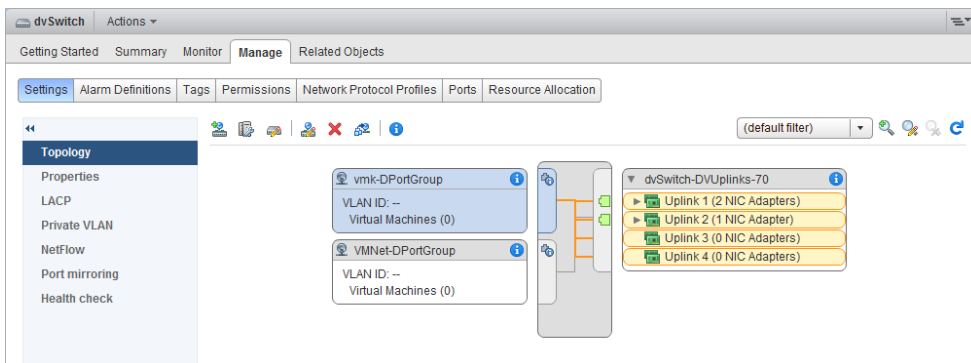 dvSwitch Actions
Getting Started Summary Monitor Manage Related Objects
Settings Alarm Definitions Tags Permissions Network Protocol Profiles Ports Resource Allocation
(default filter)
Topology
Properties
LACP
Private VLAN
NetFlow
Port mirroring
Health check
vmk-DPortGroup
VLAN ID: --
Virtual Machines (0)
VMNet-DPortGroup
VLAN ID: --
Virtual Machines (0)
dvSwitch-DVUplinks-70
Uplink 1 (2 NIC Adapters)
Uplink 2 (1 NIC Adapter)
Uplink 3 (0 NIC Adapters)
Uplink 4 (0 NIC Adapters)